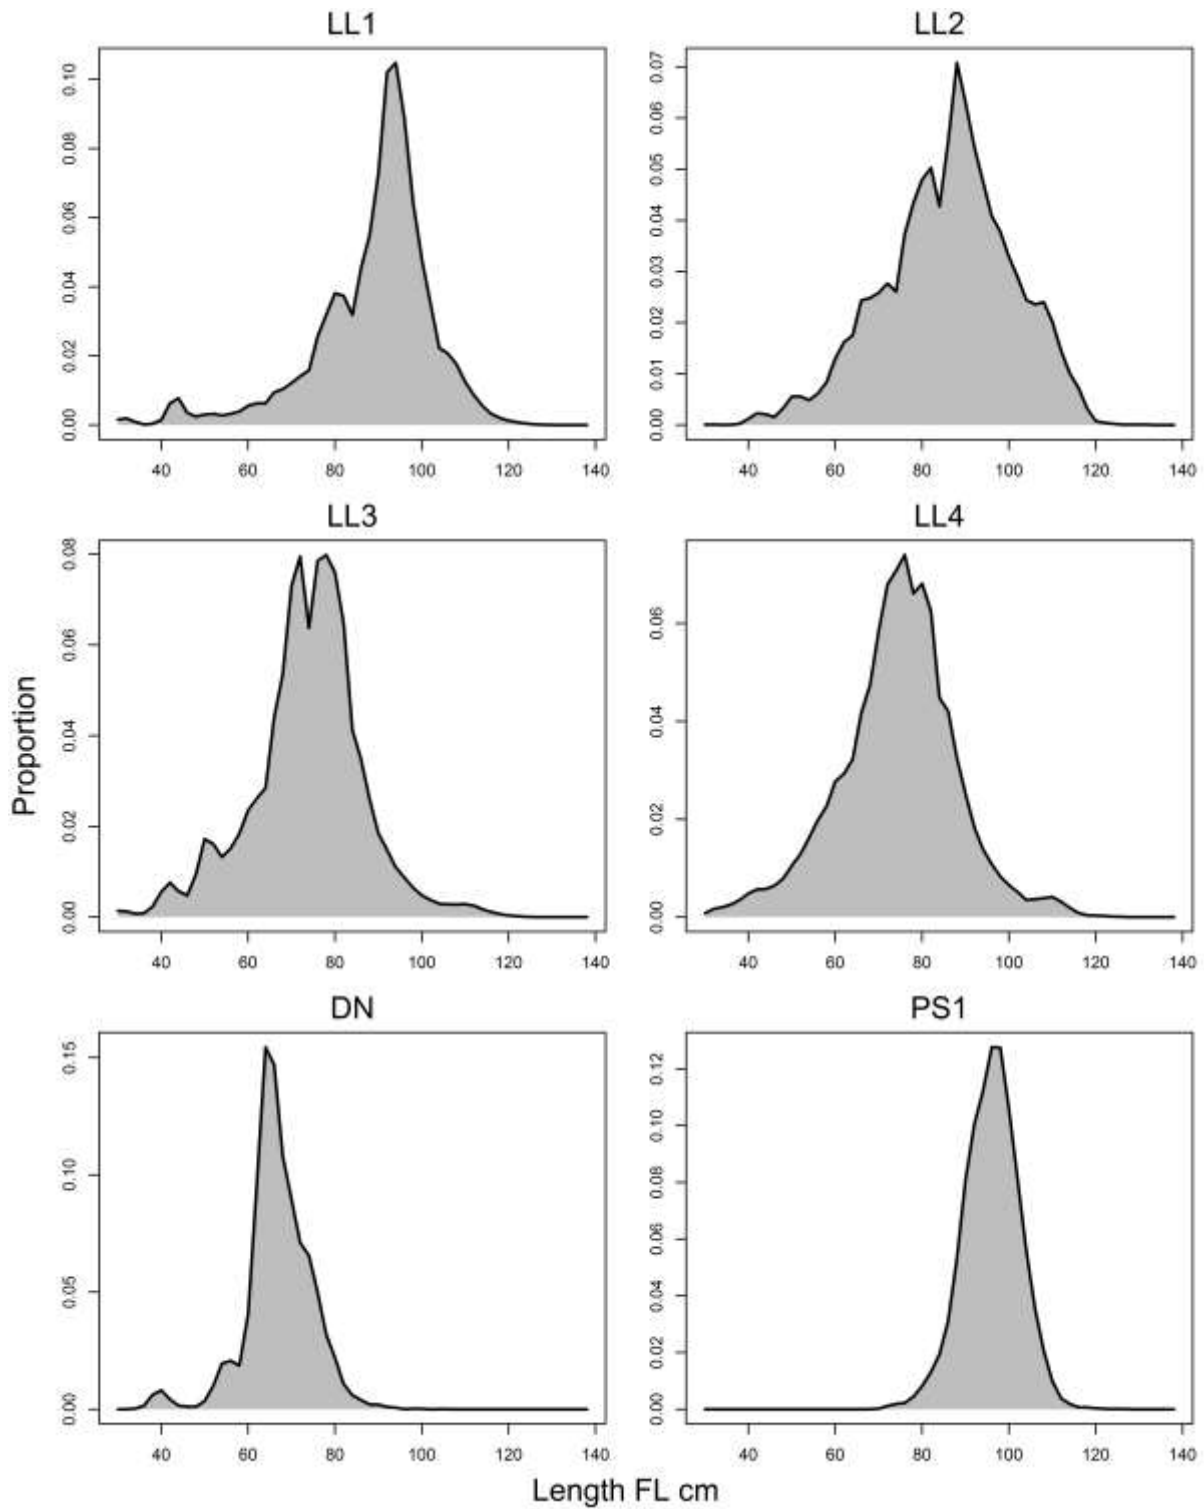 LL1
LL2
0.00 0.02 0.04 0.06 0.08 0.10
0.00 0.01 0.02 0.03 0.04 0.05 0.06 0.07
40 60 80 100 120 140
40 60 80 100 120 140
LL3
LL4
0.00 0.02 0.04 0.06 0.08
0.00 0.02 0.04 0.06
40 60 80 100 120 140
40 60 80 100 120 140
Proportion
DN
PS1
0.00 0.05 0.10 0.15
0.00 0.02 0.04 0.06 0.08 0.10 0.12
40 60 80 100 120 140
40 60 80 100 120 140
Length FL cm